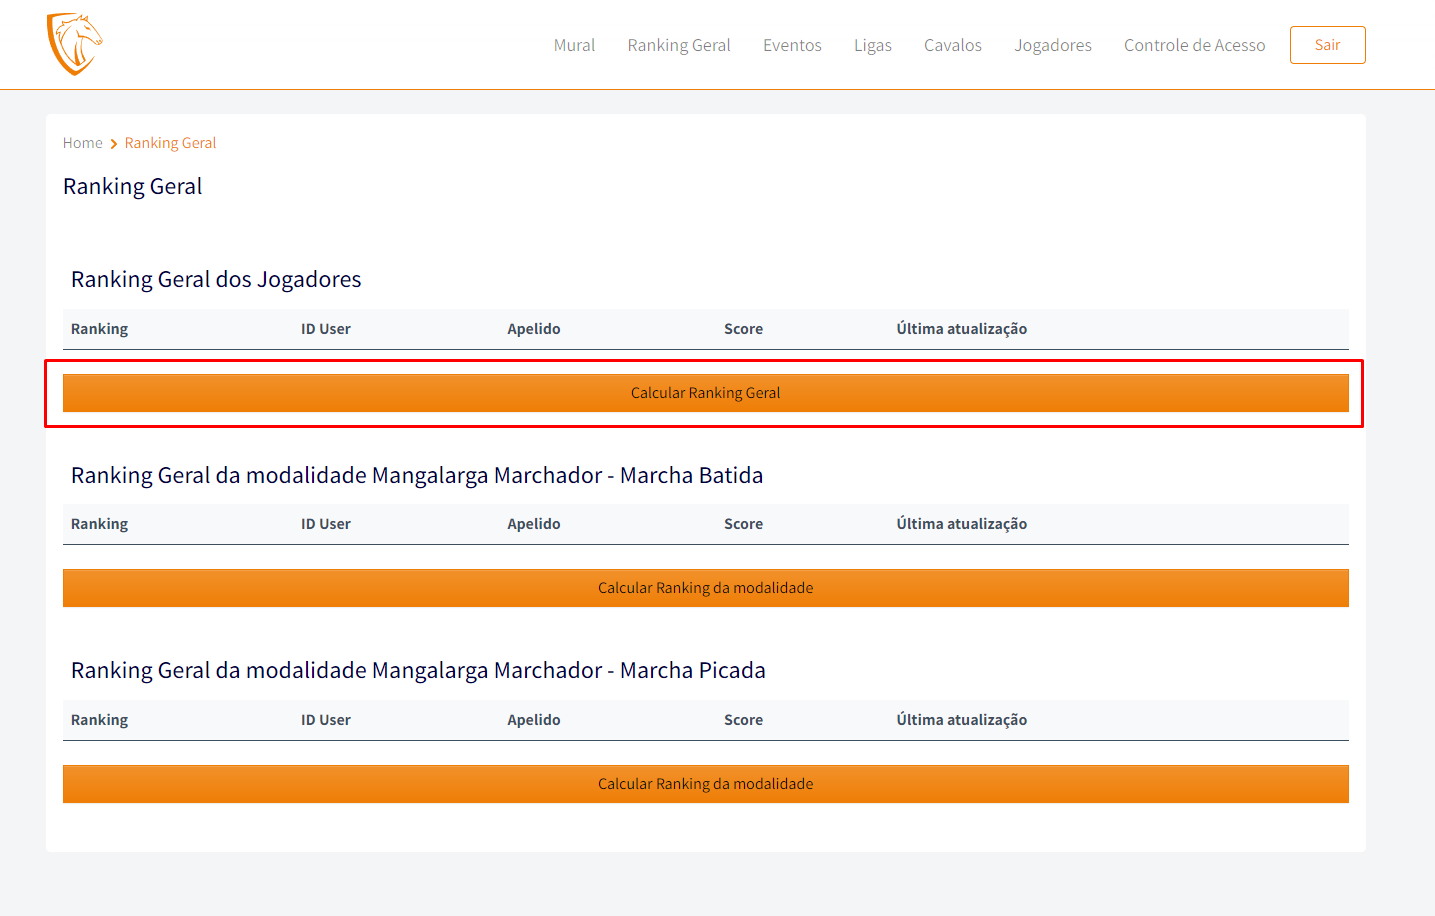 Mural Ranking Geral Eventos Ligas Cavalos Jogadores Controle de Acesso Sair
Home Ranking Geral
Ranking Geral
Ranking Geral dos Jogadores
Ranking ID User Apelido Score Última atualização
Calcular Ranking Geral
Ranking Geral da modalidade Mangalarga Marchador - Marcha Batida
Ranking ID User Apelido Score Última atualização
Calcular Ranking da modalidade
Ranking Geral da modalidade Mangalarga Marchador - Marcha Picada
Ranking ID User Apelido Score Última atualização
Calcular Ranking da modalidade